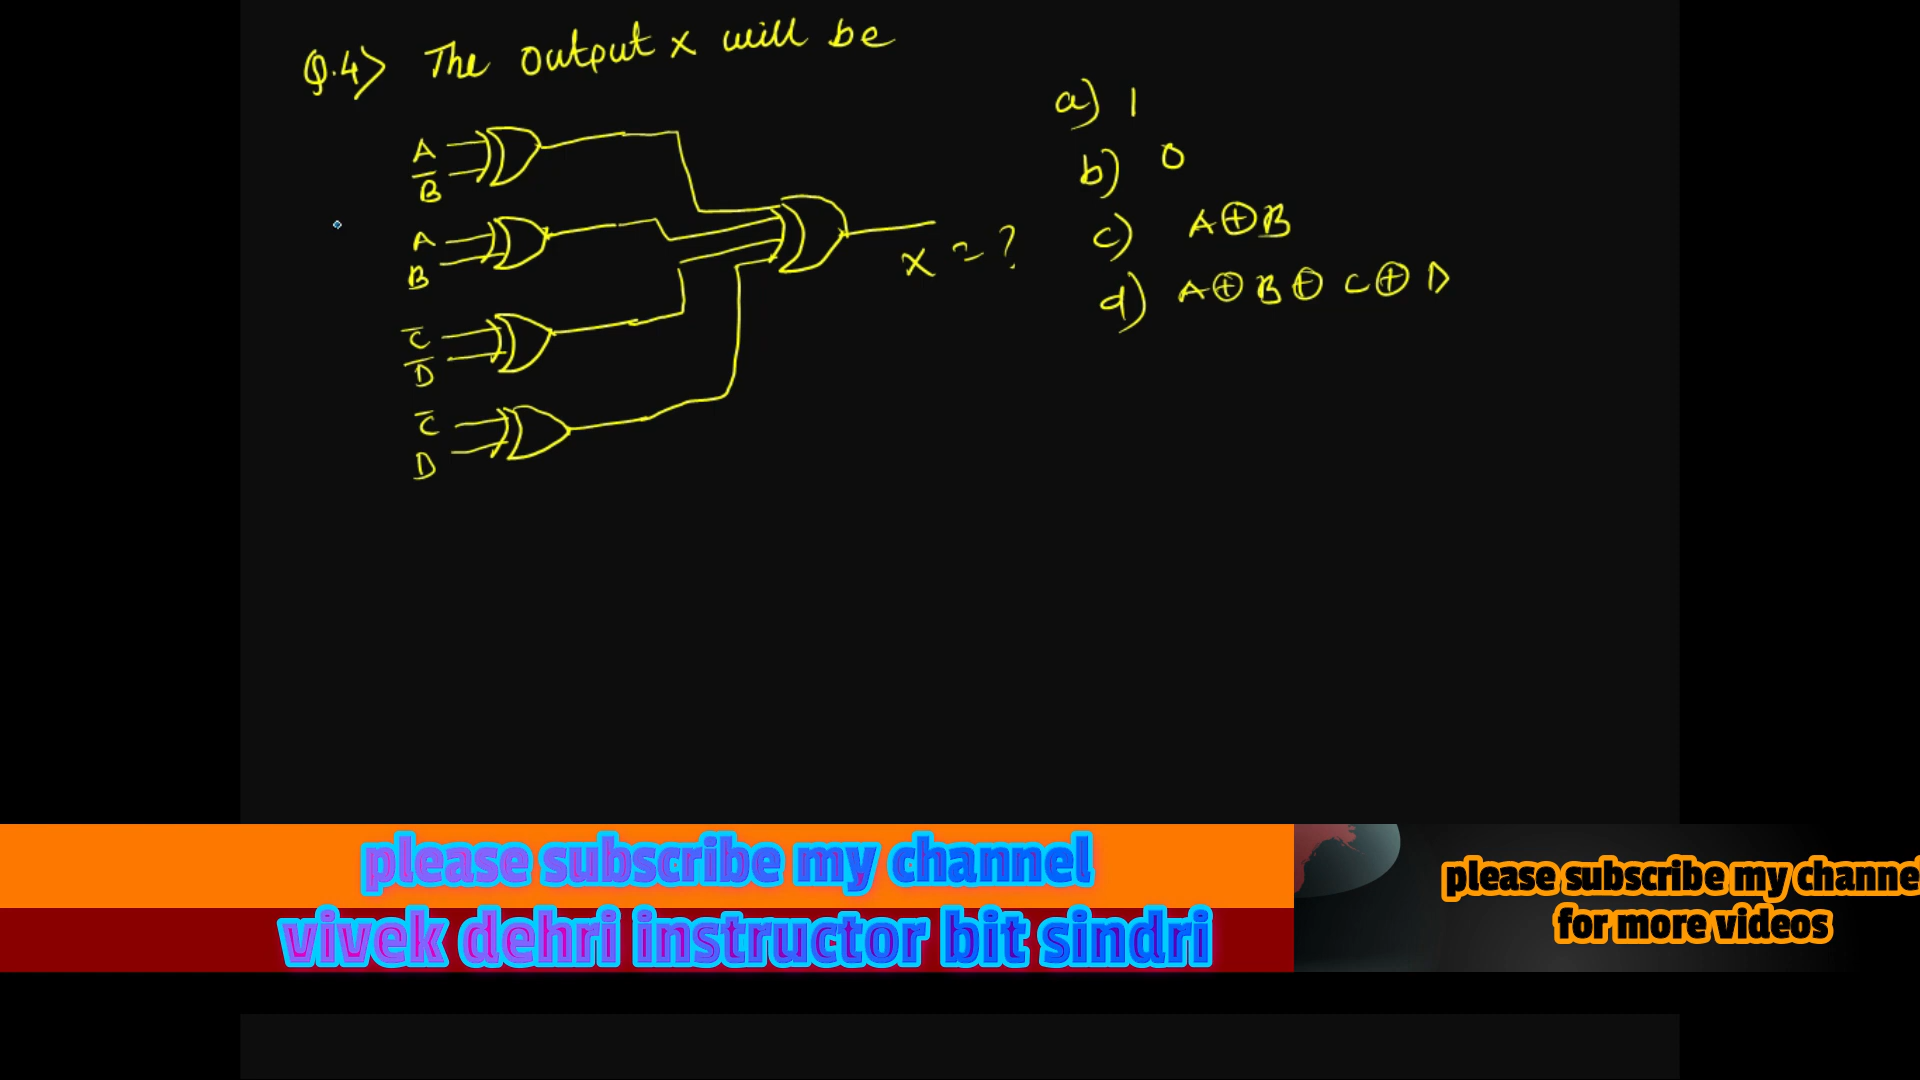 Q.4> The output x will be
A
B̅
A
B
C̅
D̅
C̅
D
x = ?
a) 1
b) 0
c) A⊕B
d) A⊕B⊕C⊕D
please subscribe my channel
vivek dehri instructor bit sindri
please subscribe my channe
for more videos